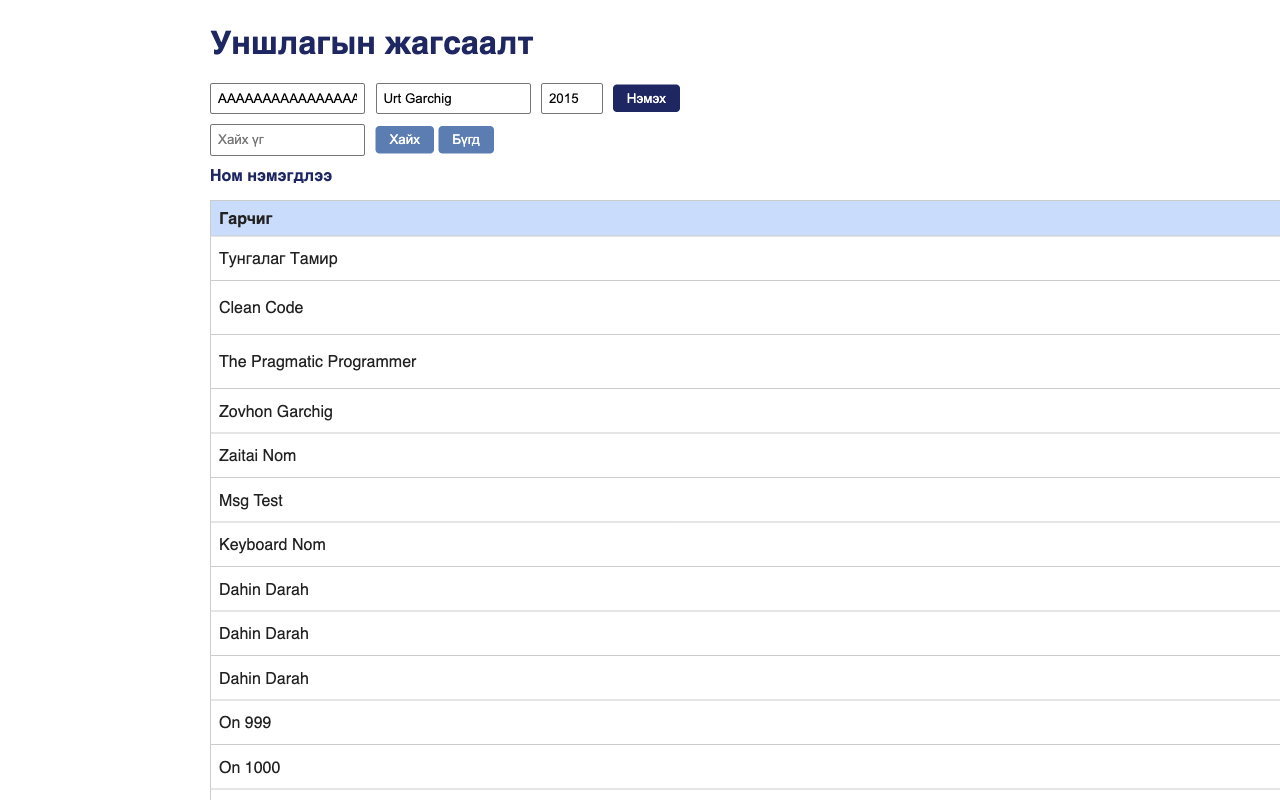 Уншлагын жагсаалт
AAAAAAAAAAAAAAAA Urt Garchig 2015 Нэмэх
Хайх үг Хайх Бүгд
Ном нэмэгдлээ
Гарчиг
Тунгалаг Тамир
Clean Code
The Pragmatic Programmer
Zovhon Garchig
Zaitai Nom
Msg Test
Keyboard Nom
Dahin Darah
Dahin Darah
Dahin Darah
On 999
On 1000